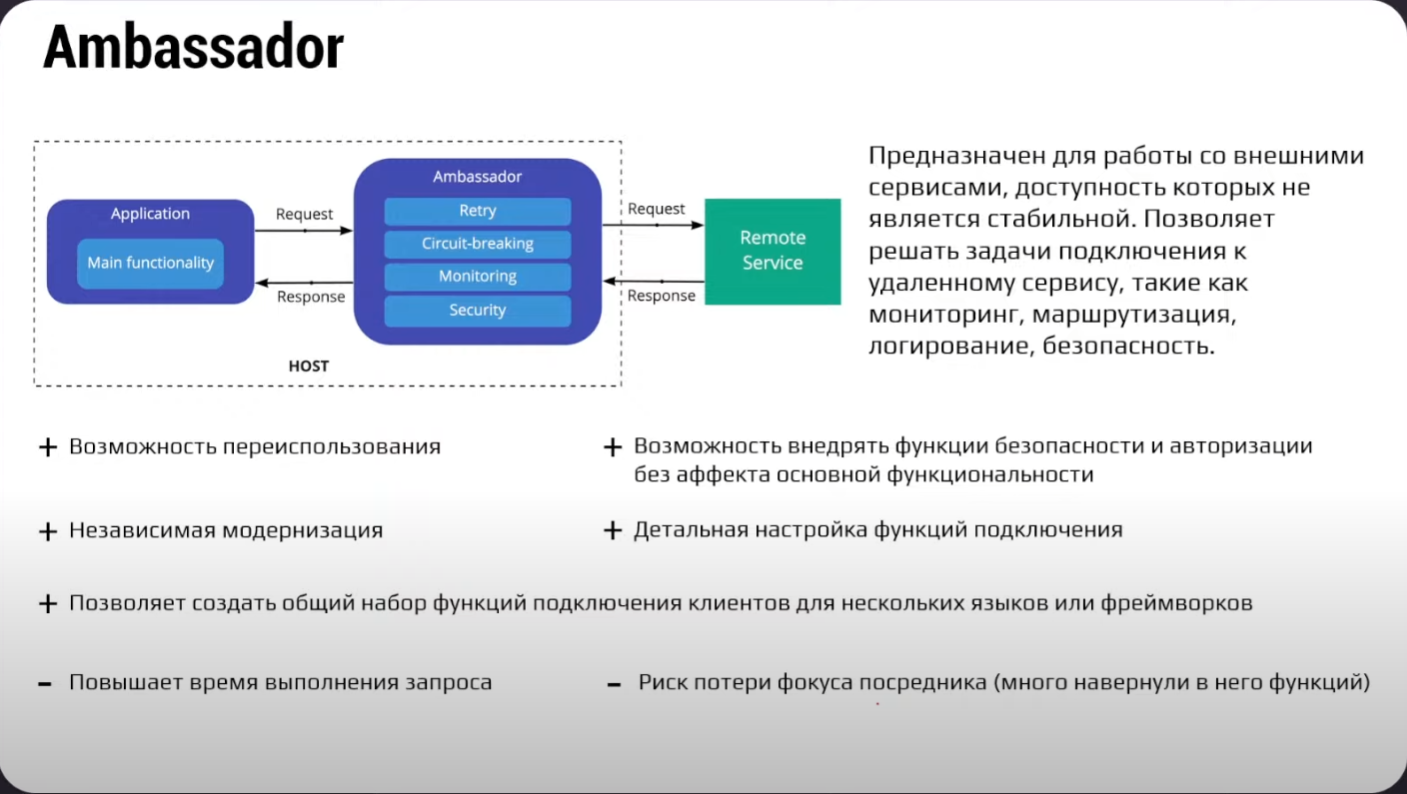 Ambassador
Ambassador
Application
Request
Retry
Request
Main functionality
Circuit-breaking
Remote
Service
Monitoring
Response
Response
Security
HOST
Предназначен для работы со внешними
сервисами, доступность которых не
является стабильной. Позволяет
решать задачи подключения к
удаленному сервису, такие как
мониторинг, маршрутизация,
логирование, безопасность.
+ Возможность переиспользования
+ Возможность внедрять функции безопасности и авторизации
без аффекта основной функциональности
+ Независимая модернизация
+ Детальная настройка функций подключения
+ Позволяет создать общий набор функций подключения клиентов для нескольких языков или фреймворков
- Повышает время выполнения запроса
- Риск потери фокуса посредника (много навернули в него функций)